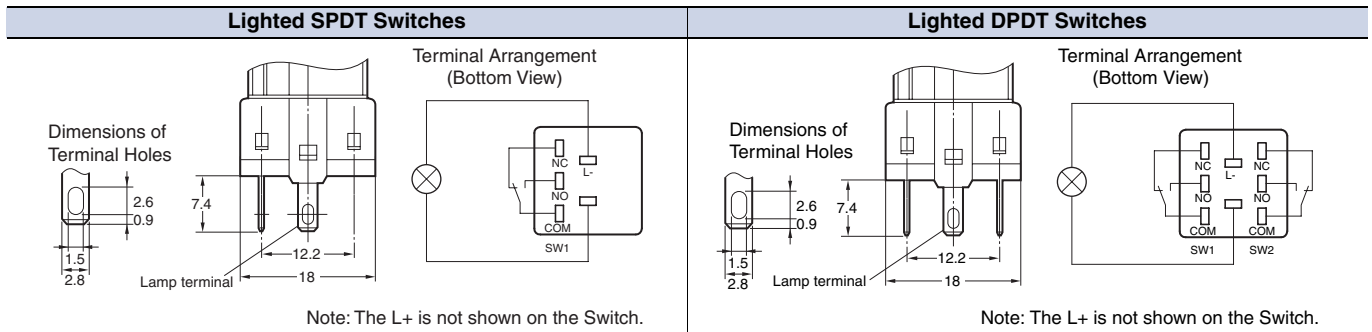 Lighted SPDT Switches
Terminal Arrangement
(Bottom View)
Dimensions of
Terminal Holes
NC
L-
NO
COM
SW1
2.6
0.9
7.4
1.5
2.8
12.2
18
Lamp terminal
Note: The L+ is not shown on the Switch.
Lighted DPDT Switches
Terminal Arrangement
(Bottom View)
Dimensions of
Terminal Holes
NC
L-
NC
NO
NO
COM
COM
SW1
SW2
2.6
0.9
7.4
1.5
2.8
12.2
18
Lamp terminal
Note: The L+ is not shown on the Switch.